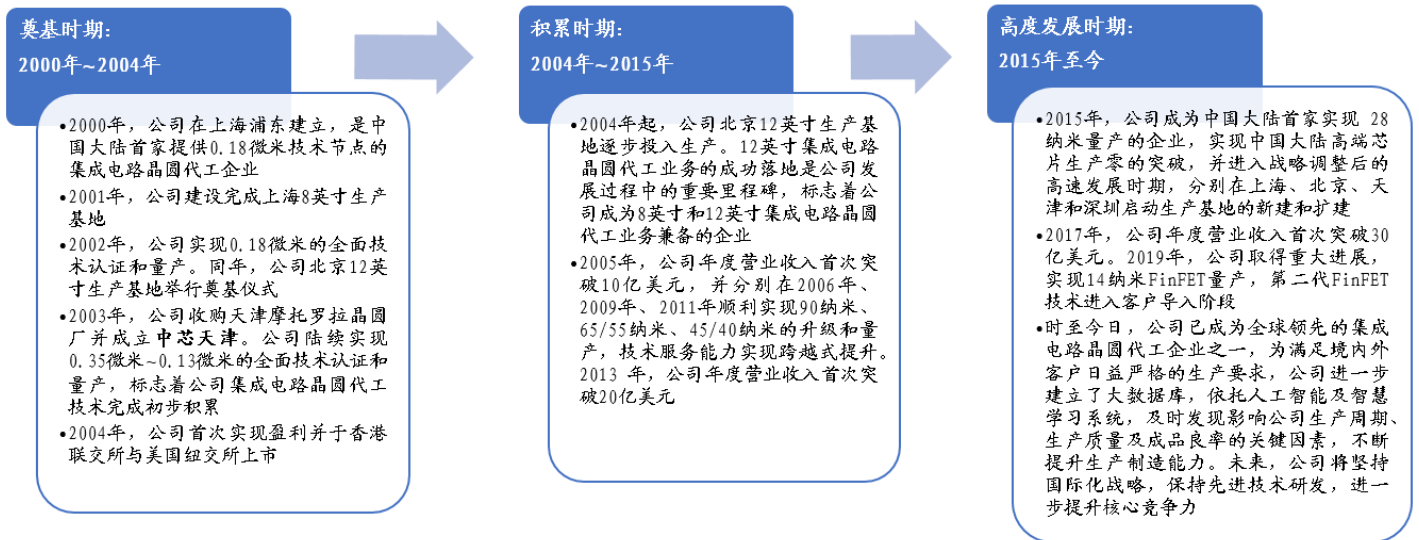 奠基时期：
2000年~2004年
•2000年，公司在上海浦东建立，是中
国大陆首家提供0.18微米技术节点的
集成电路晶圆代工企业
•2001年，公司建设完成上海8英寸生产
基地
•2002年，公司实现0.18微米的全面技
术认证和量产。同年，公司北京12英
寸生产基地举行奠基仪式
•2003年，公司收购天津摩托罗拉晶圆
厂并成立中芯天津。公司陆续实现
0.35微米~0.13微米的全面技术认证和
量产，标志着公司集成电路晶圆代工
技术完成初步积累
•2004年，公司首次实现盈利并于香港
联交所与美国纽交所上市
积累时期：
2004年~2015年
•2004年起，公司北京12英寸生产基
地逐步投入生产。12英寸集成电路
晶圆代工业务的成功落地是公司发
展过程中的重要里程碑，标志着公
司成为8英寸和12英寸集成电路晶圆
代工业务兼备的企业
•2005年，公司年度营业收入首次突
破10亿美元，并分别在2006年、
2009年、2011年顺利实现90纳米、
65/55纳米、45/40纳米的升级和量
产，技术服务能力实现跨越式提升。
2013 年，公司年度营业收入首次突
破20亿美元
高度发展时期：
2015年至今
•2015年，公司成为中国大陆首家实现 28
纳米量产的企业，实现中国大陆高端芯
片生产零的突破，并进入战略调整后的
高速发展时期，分别在上海、北京、天
津和深圳启动生产基地的新建和扩建
•2017年，公司年度营业收入首次突破30
亿美元。2019年，公司取得重大进展，
实现14纳米FinFET量产，第二代FinFET
技术进入客户导入阶段
•时至今日，公司已成为全球领先的集成
电路晶圆代工企业之一，为满足境内外
客户日益严格的生产要求，公司进一步
建立了大数据库，依托人工智能及智慧
学习系统，及时发现影响公司生产周期、
生产质量及成品良率的关键因素，不断
提升生产制造能力。未来，公司将坚持
国际化战略，保持先进技术研发，进一
步提升核心竞争力